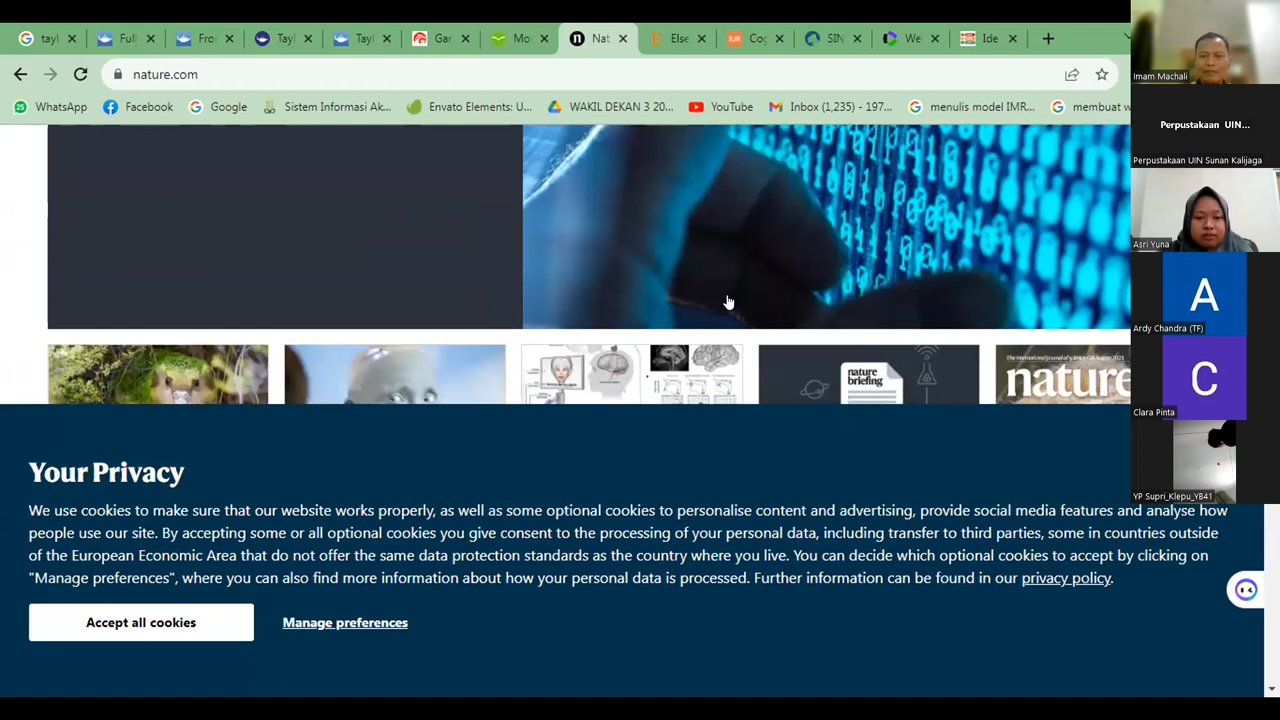 tayl
Full
Fro
Tayl
Tayl
Gar
Mo
Nat
Else
Cog
SIN
We
Ide
nature.com
25
WhatsApp
Facebook
Google
Sistem Informasi Ak...
Envato Elements: U...
WAKIL DEKAN 3 20...
YouTube
Inbox (1,235) - 197...
menulis model IMR...
membuat w
nature
briefing
nature
Your Privacy
We use cookies to make sure that our website works properly, as well as some optional cookies to personalise content and advertising, provide social media features and analyse how
people use our site. By accepting some or all optional cookies you give consent to the processing of your personal data, including transfer to third parties, some in countries outside
of the European Economic Area that do not offer the same data protection standards as the country where you live. You can decide which optional cookies to accept by clicking on
"Manage preferences", where you can also find more information about how your personal data is processed. Further information can be found in our privacy policy.
Accept all cookies
Manage preferences
Imam Machali
Perpustakaan UIN...
Perpustakaan UIN Sunan Kalijaga
Asri Yuna
A
Ardy Chandra (TF)
C
Clara Pinta
YP Supri_Klepu_YB41